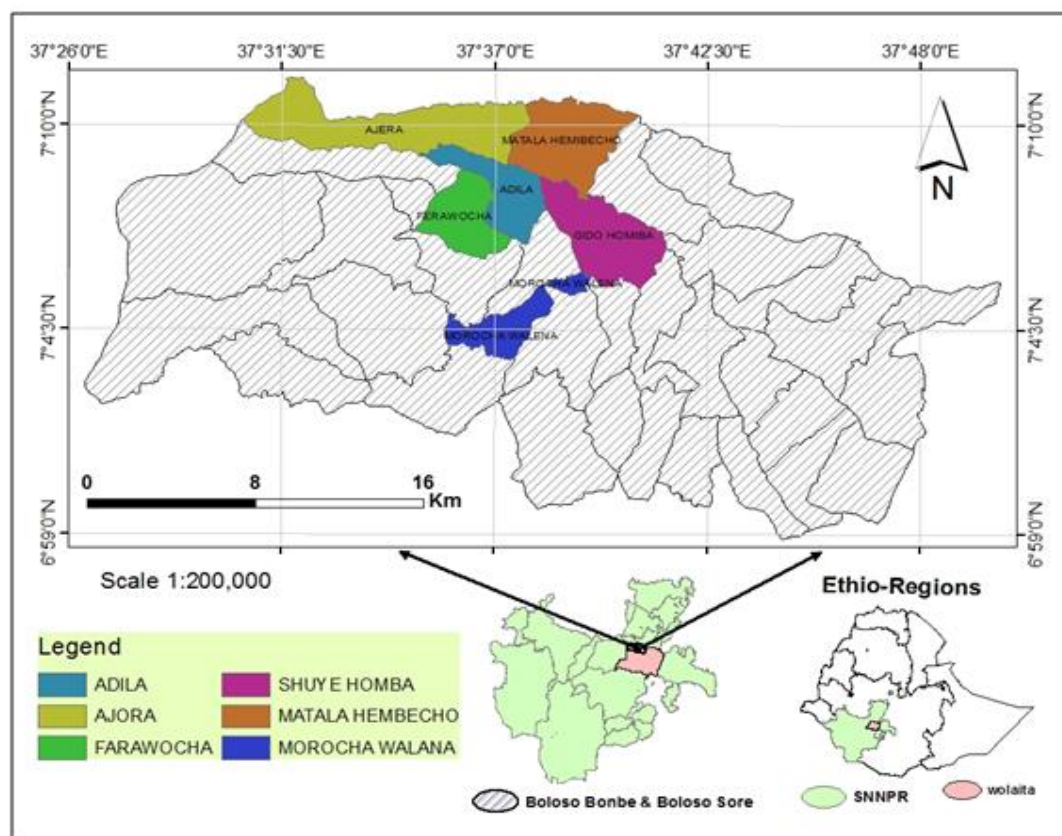 37°26'0"E 37°31'30"E 37°37'0"E 37°42'30"E 37°48'0"E
7°10'0"N 7°10'0"N
AJERA
MATALA HEMIBECHO
ADILA
FERAWOCHA
GIDO HOMIBA
MOROCHA WALENA
MOROCHA WALENA
7°4'30"N 7°4'30"N
6°59'0"N 6°59'0"N
N
0 8 16
Km
Scale 1:200,000
Ethio-Regions
Legend
ADILA SHUYE HOMBA
AJORA MATALA HEMBECHO
FARAWOCHA MOROCHA WALANA
Boloso Bonbe & Boloso Sore
SNNPR wolaita